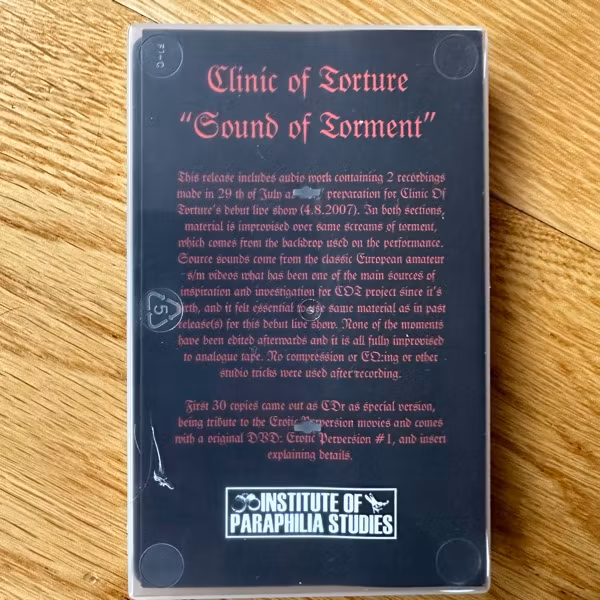 F1-C
Clinic of Torture
"Sound of Torment"
This release includes audio work containing 2 recordings
made in 29 th of July as preparation for Clinic Of
Torture's debut live show (4.8.2007). In both sections,
material is improvised over same screams of torment,
which comes from the backdrop used on the performance.
Source sounds come from the classic European amateur
s/m videos what has been one of the main sources of
inspiration and investigation for COT project since it's
birth, and it felt essential to use same material as in past
release(s) for this debut live show. None of the moments
have been edited afterwards and it is all fully improvised
to analogue tape. No compression or EQ:ing or other
studio tricks were used after recording.
First 30 copies came out as CDr as special version,
being tribute to the Erotic Perversion movies and comes
with a original DVD: Erotic Perversion #1, and insert
explaining details.
5
INSTITUTE OF
PARAPHILIA STUDIES